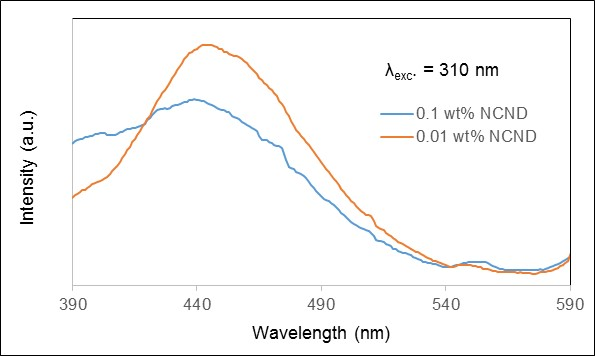 λexc. = 310 nm
0.1 wt% NCND
0.01 wt% NCND
Intensity (a.u.)
390 440 490 540 590
Wavelength (nm)